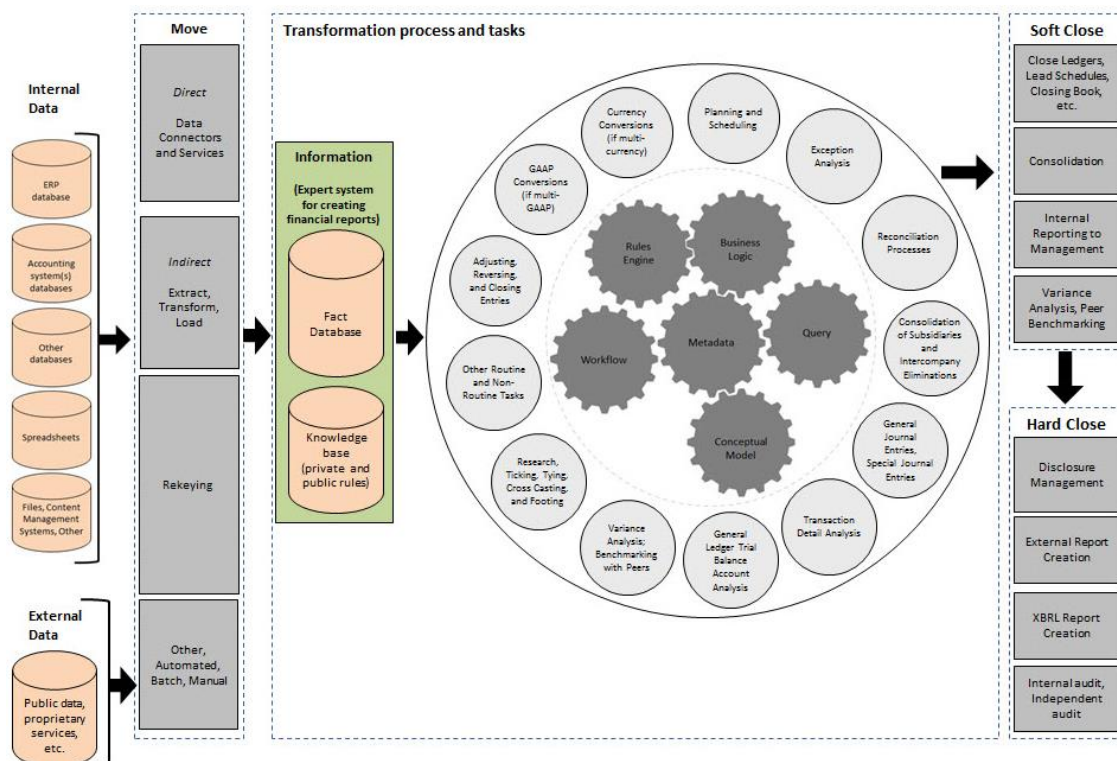 Internal
Data
ERP
database
Accounting
system(s)
databases
Other
databases
Spreadsheets
Files, Content
Management
Systems, Other
External
Data
Public data,
proprietary
services,
etc.
Move
Direct
Data
Connectors
and Services
Indirect
Extract,
Transform,
Load
Rekeying
Other,
Automated,
Batch, Manual
Transformation process and tasks
Information
(Expert system
for creating
financial reports)
Fact
Database
Knowledge
base
(private and
public rules)
Currency
Conversions
(if multi-
currency)
Planning and
Scheduling
Exception
Analysis
Reconciliation
Processes
Consolidation
of Subsidiaries
and
Intercompany
Eliminations
General
Journal
Entries,
Special Journal
Entries
Transaction
Detail Analysis
General
Ledger Trial
Balance
Account
Analysis
Variance
Analysis;
Benchmarking
with Peers
Research,
Ticking, Tying,
Cross Casting,
and Footing
Other Routine
and Non-
Routine Tasks
Adjusting,
Reversing,
and Closing
Entries
GAAP
Conversions
(if multi-
GAAP)
Rules
Engine
Business
Logic
Workflow
Metadata
Query
Conceptual
Model
Soft Close
Close Ledgers,
Lead Schedules,
Closing Book,
etc.
Consolidation
Internal
Reporting to
Management
Variance
Analysis, Peer
Benchmarking
Hard Close
Disclosure
Management
External Report
Creation
XBRL Report
Creation
Internal audit,
Independent
audit